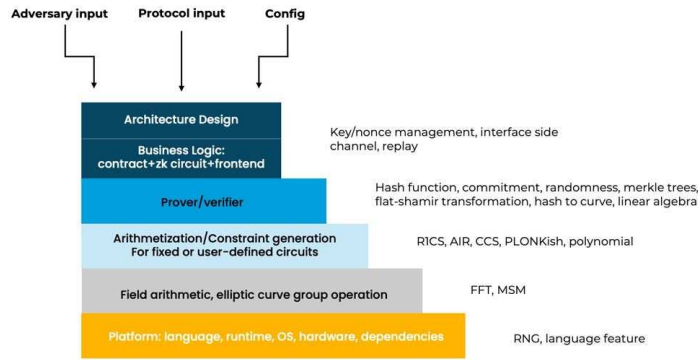 Adversary input
Protocol input
Config
Architecture Design
Business Logic:
contract+zk circuit+frontend
Key/nonce management, interface side
channel, replay
Prover/verifier
Hash function, commitment, randomness, merkle trees,
flat-shamir transformation, hash to curve, linear algebra
Arithmetization/Constraint generation
For fixed or user-defined circuits
R1CS, AIR, CCS, PLONKish, polynomial
Field arithmetic, elliptic curve group operation
FFT, MSM
Platform: language, runtime, OS, hardware, dependencies
RNG, language feature